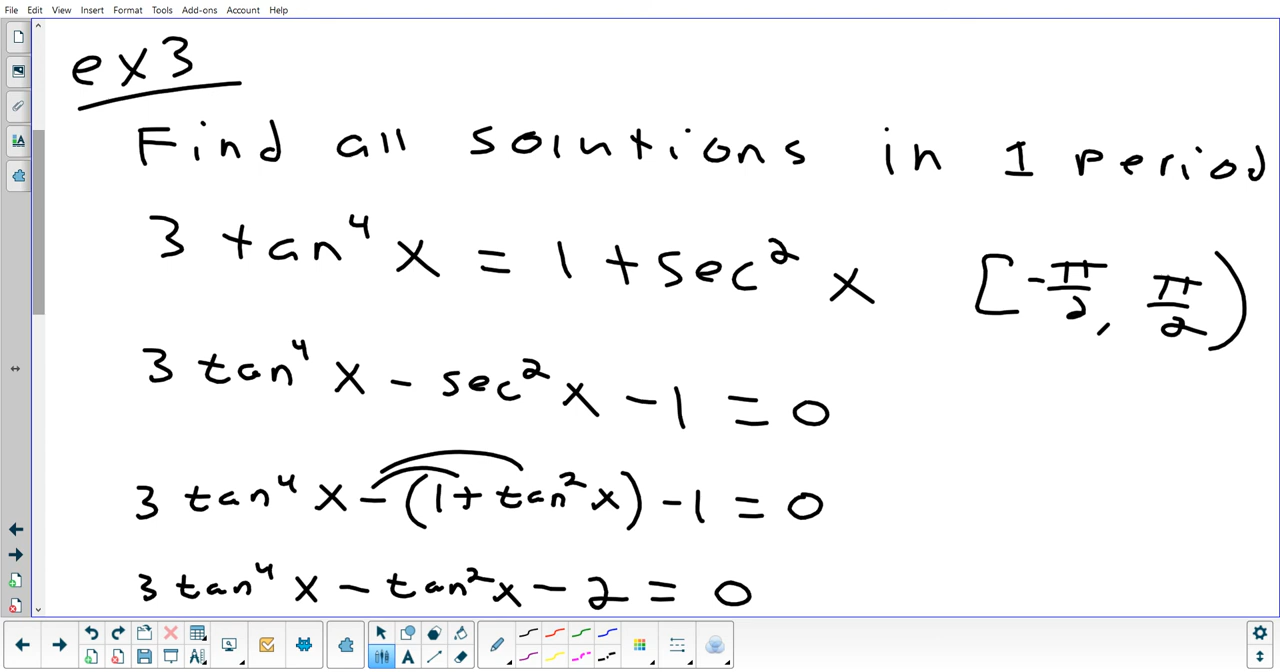 File Edit View Insert Format Tools Add-ons Account Help
ex3
Find all solutions in 1 period
3 tan⁴ x = 1 + sec² x [-π/2, π/2)
3 tan⁴ x - sec² x - 1 = 0
3 tan⁴ x - (1 + tan² x) - 1 = 0
3 tan⁴ x - tan² x - 2 = 0